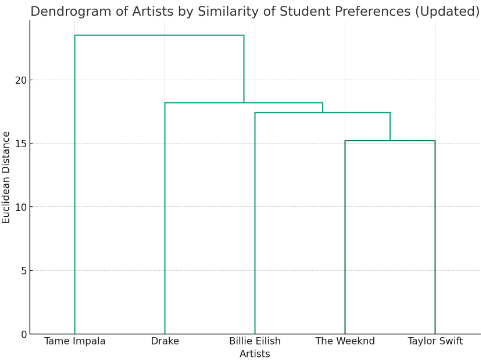 Dendrogram of Artists by Similarity of Student Preferences (Updated)
20
15
10
5
0
Euclidean Distance
Tame Impala Drake Billie Eilish The Weeknd Taylor Swift
Artists